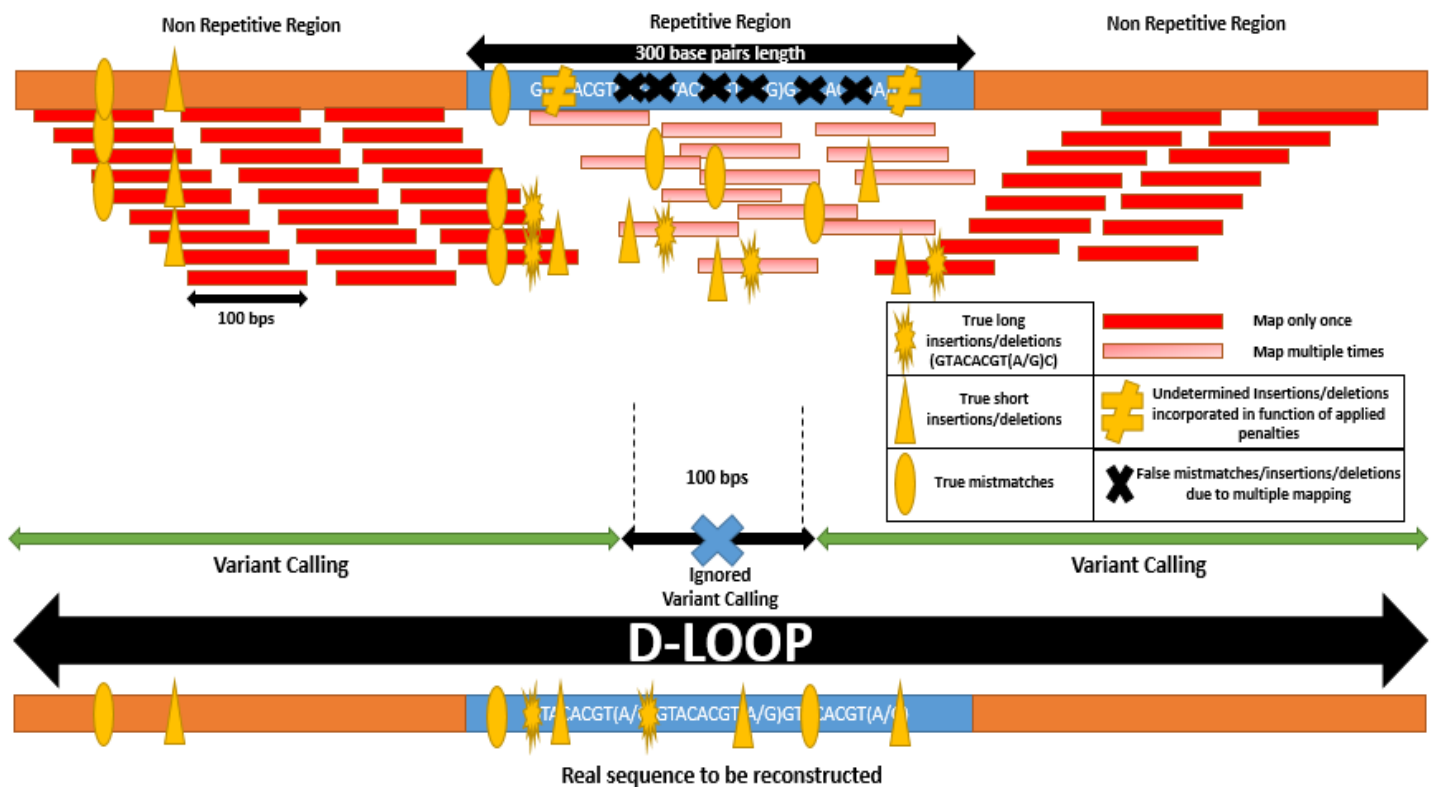 Non Repetitive Region
Repetitive Region
Non Repetitive Region
300 base pairs length
100 bps
True long
insertions/deletions
(GTACACGT(A/G)C)
Map only once
Map multiple times
True short
insertions/deletions
Undetermined Insertions/deletions
incorporated in function of applied
penalties
True mismatches
False mismatches/insertions/deletions
due to multiple mapping
100 bps
Variant Calling
Ignored
Variant Calling
Variant Calling
D-LOOP
Real sequence to be reconstructed